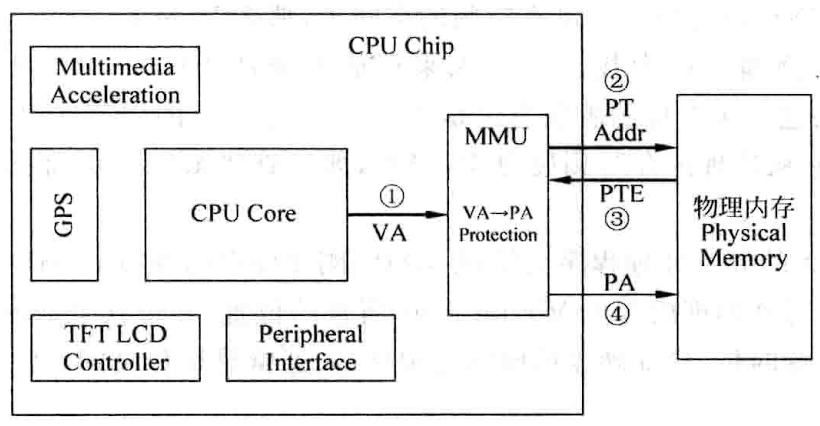 CPU Chip
Multimedia
Acceleration
GPS
CPU Core
①
VA
MMU
VA→PA
Protection
②
PT
Addr
PTE
③
PA
④
物理内存
Physical
Memory
TFT LCD
Controller
Peripheral
Interface